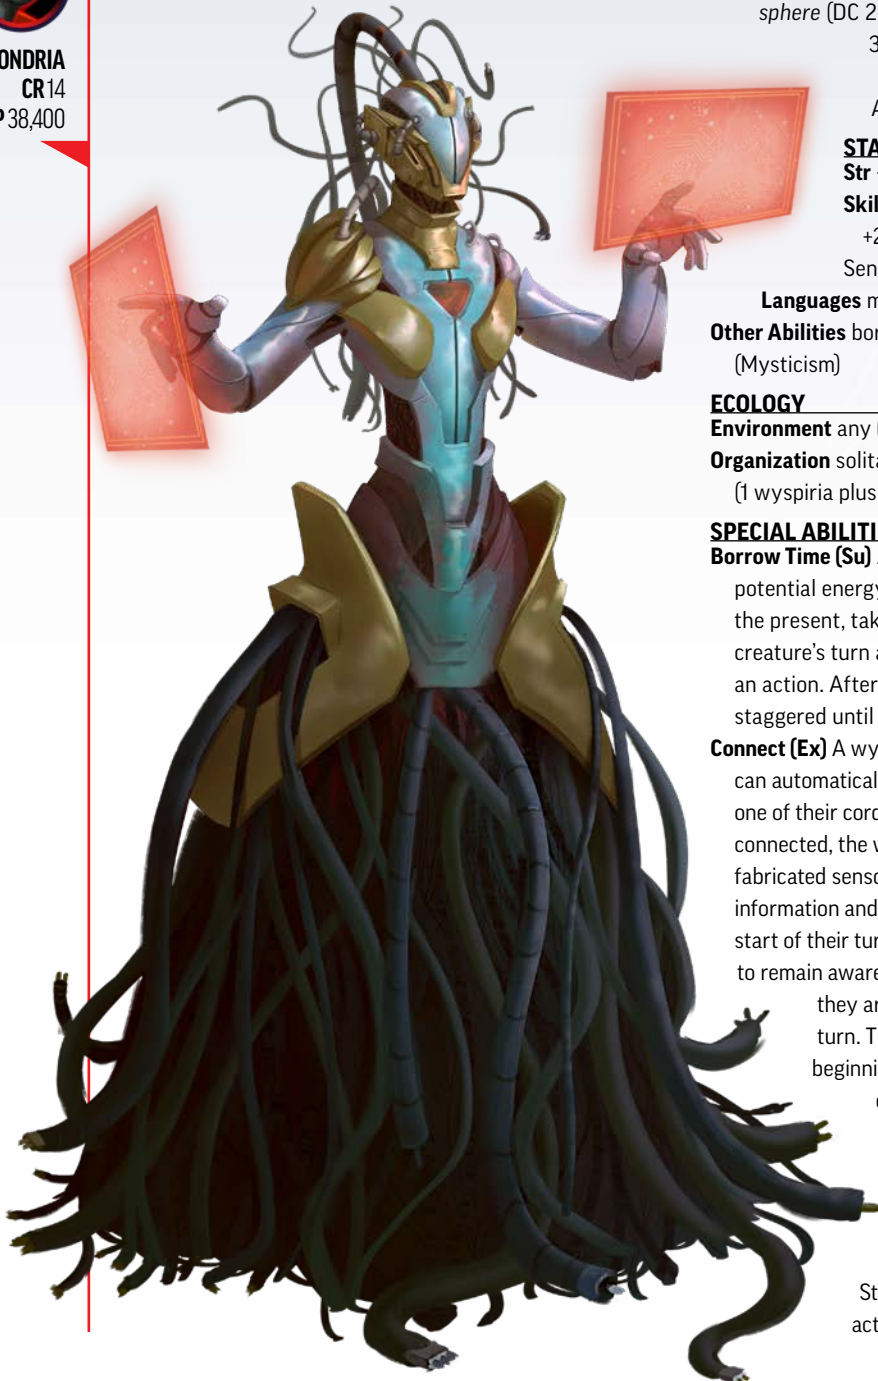 ONDRIA
CR 14
P 38,400
sphere (DC 2
3
A
STA
Str
Skil
+2
Sen
Languages m
Other Abilities bor
(Mysticism)
ECOLOGY
Environment any
Organization solita
(1 wyspiria plus
SPECIAL ABILITI
Borrow Time (Su)
potential energy
the present, tak
creature's turn a
an action. After
staggered until
Connect (Ex) A wy
can automatical
one of their cord
connected, the w
fabricated senso
information and
start of their tur
to remain aware
they ar
turn. T
beginni
St
act